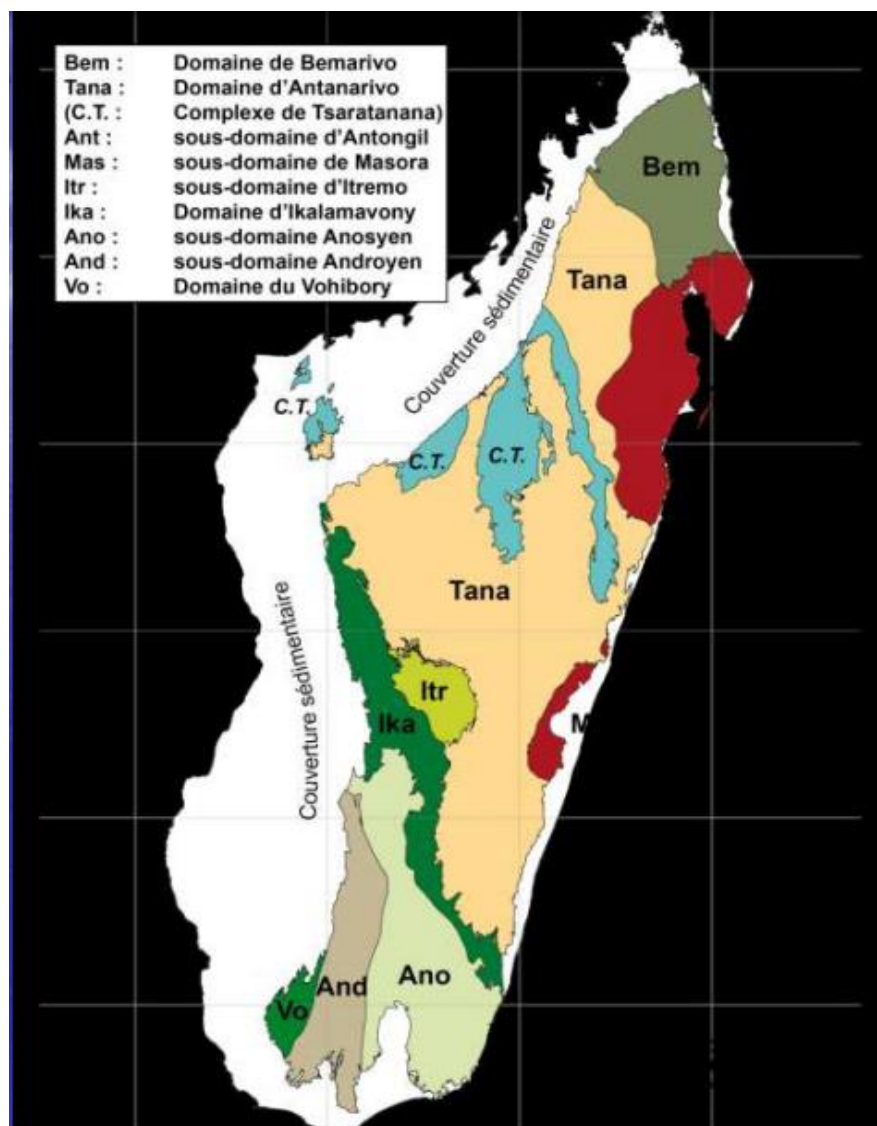 Bem : Domaine de Bemarivo
Tana : Domaine d'Antanarivo
(C.T. : Complexe de Tsaratanana)
Ant : sous-domaine d'Antongil
Mas : sous-domaine de Masora
Itr : sous-domaine d'Itremo
Ika : Domaine d'Ikalamavony
Ano : sous-domaine Anosyen
And : sous-domaine Androyen
Vo : Domaine du Vohibory
Bem
Tana
Couverture sédimentaire
C.T.
C.T.
C.T.
Tana
Couverture sédimentaire
Itr
Ika
And
Ano
Vo